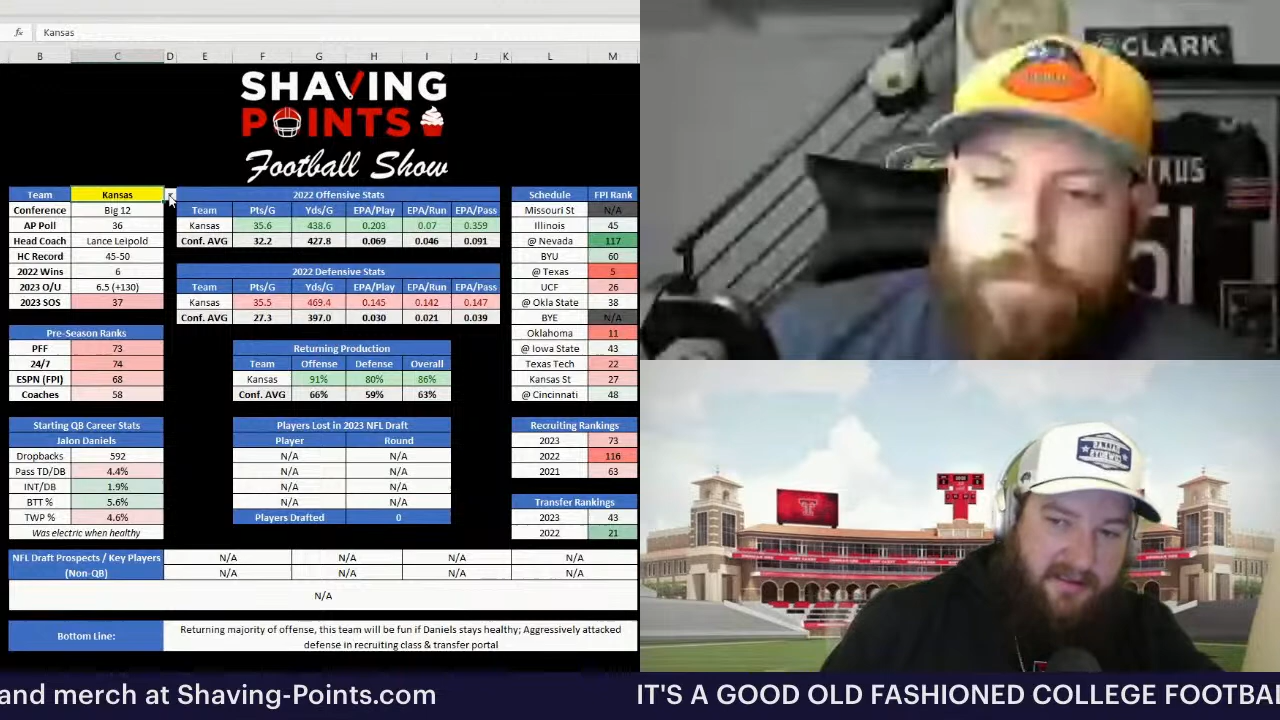 Kansas
B C D E F G H I J K L M
SHAVING
POINTS
Football Show
Team Kansas
Conference Big 12
AP Poll 36
Head Coach Lance Leipold
HC Record 45-50
2022 Wins 6
2023 O/U 6.5 (+130)
2023 SOS 37
Pre-Season Ranks
PFF 73
24/7 74
ESPN (FPI) 68
Coaches 58
Starting QB Career Stats
Jalon Daniels
Dropbacks 592
Pass TD/DB 4.4%
INT/DB 1.9%
BTT % 5.6%
TWP % 4.6%
Was electric when healthy
2022 Offensive Stats
Team Pts/G Yds/G EPA/Play EPA/Run EPA/Pass
Kansas 35.6 438.6 0.203 0.07 0.359
Conf. AVG 32.2 427.8 0.069 0.046 0.091
2022 Defensive Stats
Team Pts/G Yds/G EPA/Play EPA/Run EPA/Pass
Kansas 35.5 469.4 0.145 0.142 0.147
Conf. AVG 27.3 397.0 0.030 0.021 0.039
Returning Production
Team Offense Defense Overall
Kansas 91% 80% 86%
Conf. AVG 66% 59% 63%
Players Lost in 2023 NFL Draft
Player Round
N/A N/A
N/A N/A
N/A N/A
N/A N/A
Players Drafted 0
Schedule FPI Rank
Missouri St N/A
Illinois 45
@ Nevada 117
BYU 60
@ Texas 5
UCF 26
@ Okla State 38
BYE N/A
Oklahoma 11
@ Iowa State 43
Texas Tech 22
Kansas St 27
@ Cincinnati 48
Recruiting Rankings
2023 73
2022 116
2021 63
Transfer Rankings
2023 43
2022 21
NFL Draft Prospects / Key Players
(Non-QB)
N/A N/A N/A N/A
N/A N/A N/A N/A
N/A
Bottom Line:
Returning majority of offense, this team will be fun if Daniels stays healthy; Aggressively attacked
defense in recruiting class & transfer portal
CLARK
and merch at Shaving-Points.com
IT'S A GOOD OLD FASHIONED COLLEGE FOOTBAL